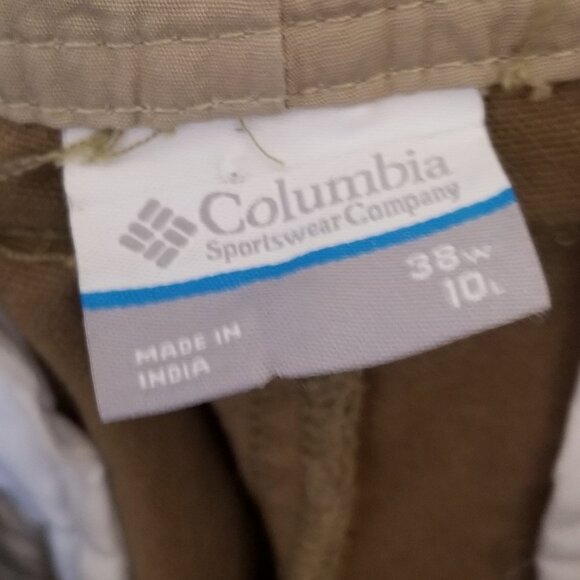 Columbia
Sportswear Company
38W
10L
MADE IN
INDIA